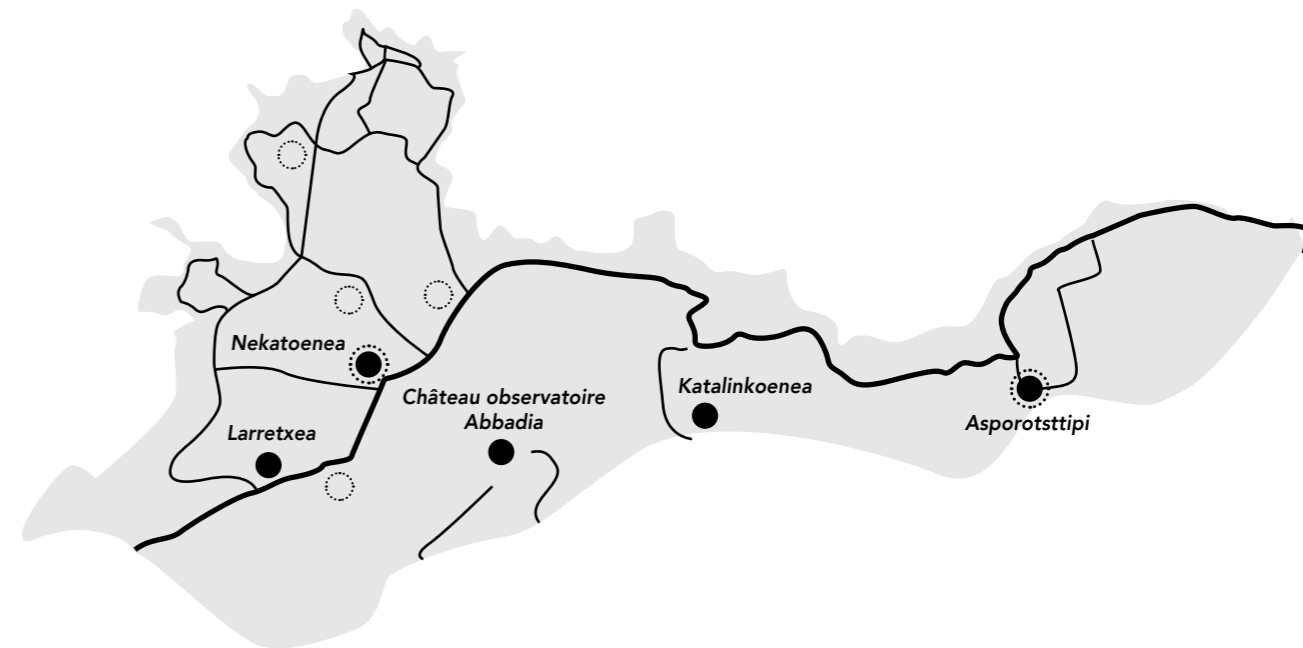 Nekatoenea
Château observatoire
Abbadia
Katalinkoenea
Larretxea
Asporotsttipi